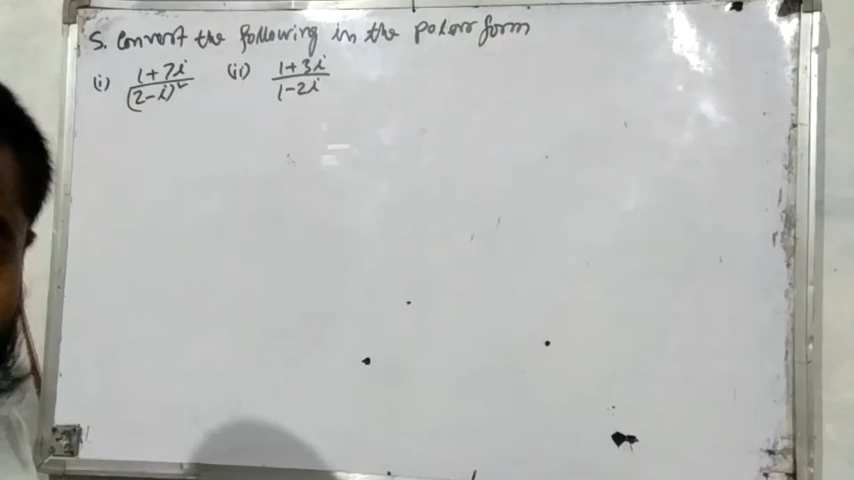 5. Convert the following in the polar form
(i) 1+7i/(2-i)² (ii) 1+3i/1-2i